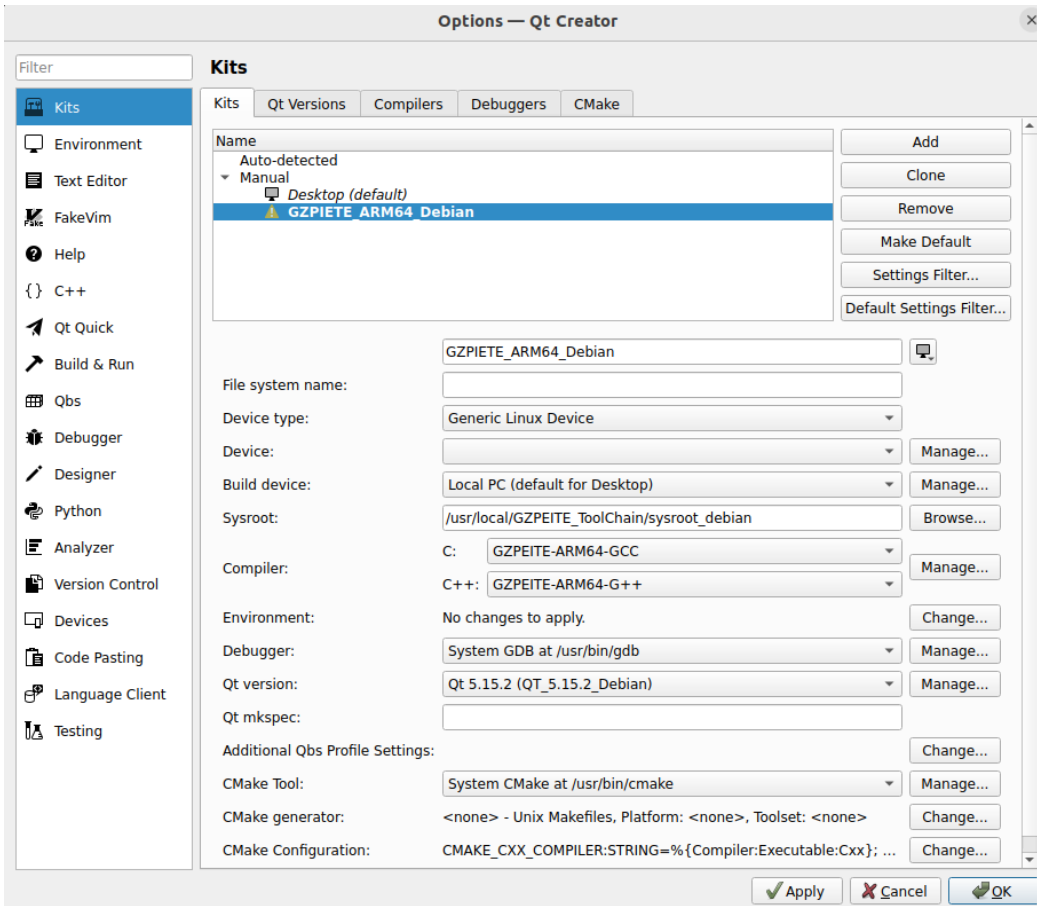 Options — Qt Creator
Filter
Kits
Environment
Text Editor
FakeVim
Help
{} C++
Qt Quick
Build & Run
Qbs
Debugger
Designer
Python
Analyzer
Version Control
Devices
Code Pasting
Language Client
Testing
Kits
Kits Qt Versions Compilers Debuggers CMake
Name
Auto-detected
Manual
Desktop (default)
GZPIETE_ARM64_Debian
Add
Clone
Remove
Make Default
Settings Filter...
Default Settings Filter...
GZPIETE_ARM64_Debian
File system name:
Device type: Generic Linux Device
Device: Manage...
Build device: Local PC (default for Desktop) Manage...
Sysroot: /usr/local/GZPEITE_ToolChain/sysroot_debian Browse...
Compiler: C: GZPEITE-ARM64-GCC Manage...
C++: GZPEITE-ARM64-G++
Environment: No changes to apply. Change...
Debugger: System GDB at /usr/bin/gdb Manage...
Qt version: Qt 5.15.2 (QT_5.15.2_Debian) Manage...
Qt mkspec:
Additional Qbs Profile Settings: Change...
CMake Tool: System CMake at /usr/bin/cmake Manage...
CMake generator: <none> - Unix Makefiles, Platform: <none>, Toolset: <none> Change...
CMake Configuration: CMAKE_CXX_COMPILER:STRING=%{Compiler:Executable:Cxx}; ... Change...
Apply Cancel OK